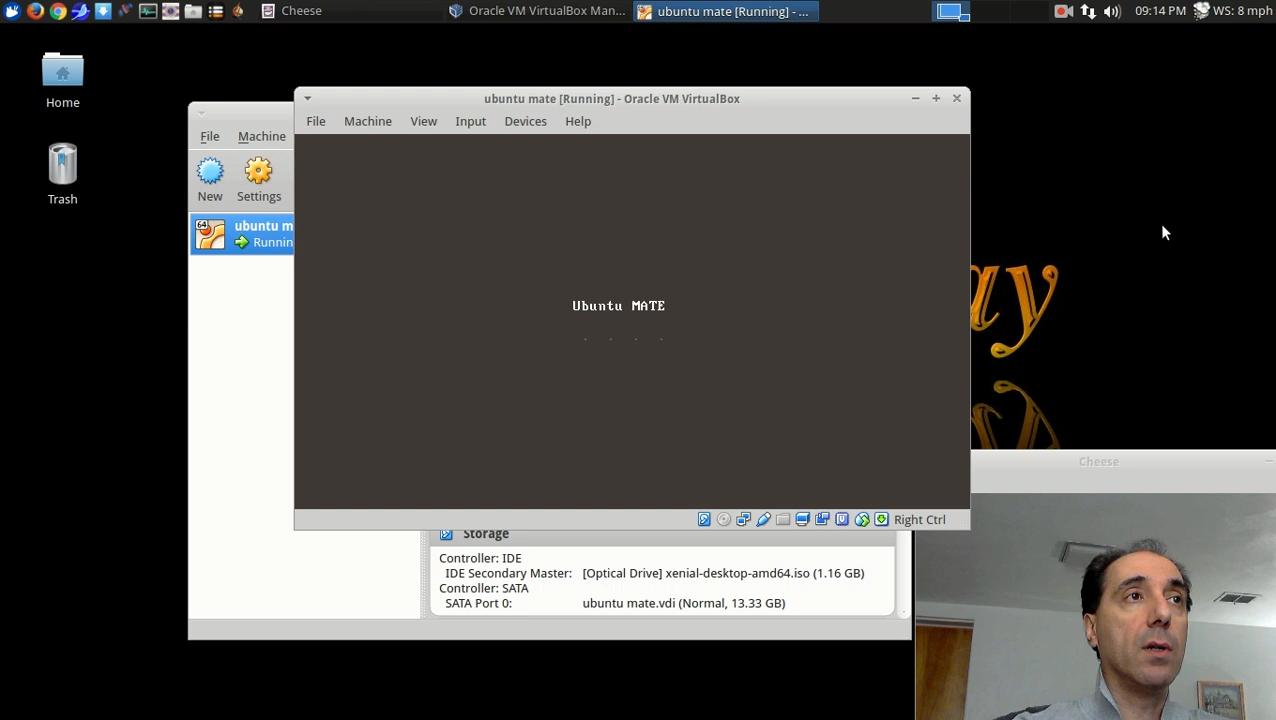 Cheese
Oracle VM VirtualBox Man...
ubuntu mate [Running] - ...
09:14 PM
WS: 8 mph
Home
Trash
File
Machine
New
Settings
64
ubuntu m
Runnin
ubuntu mate [Running] - Oracle VM VirtualBox
File Machine View Input Devices Help
Ubuntu MATE
Right Ctrl
Storage
Controller: IDE
IDE Secondary Master: [Optical Drive] xenial-desktop-amd64.iso (1.16 GB)
Controller: SATA
SATA Port 0: ubuntu mate.vdi (Normal, 13.33 GB)
ay
Cheese